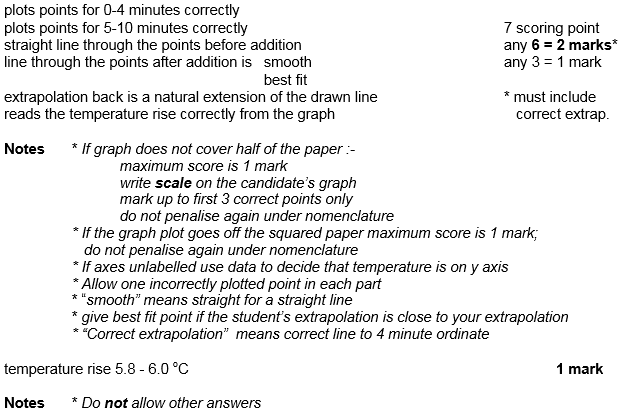 plots points for 0-4 minutes correctly
plots points for 5-10 minutes correctly 7 scoring point
straight line through the points before addition any 6 = 2 marks*
line through the points after addition is smooth any 3 = 1 mark
best fit
extrapolation back is a natural extension of the drawn line * must include
reads the temperature rise correctly from the graph correct extrap.
Notes * If graph does not cover half of the paper :-
maximum score is 1 mark
write scale on the candidate's graph
mark up to first 3 correct points only
do not penalise again under nomenclature
* If the graph plot goes off the squared paper maximum score is 1 mark;
do not penalise again under nomenclature
* If axes unlabelled use data to decide that temperature is on y axis
* Allow one incorrectly plotted point in each part
* "smooth" means straight for a straight line
* give best fit point if the student's extrapolation is close to your extrapolation
* "Correct extrapolation" means correct line to 4 minute ordinate
temperature rise 5.8 - 6.0 °C 1 mark
Notes * Do not allow other answers